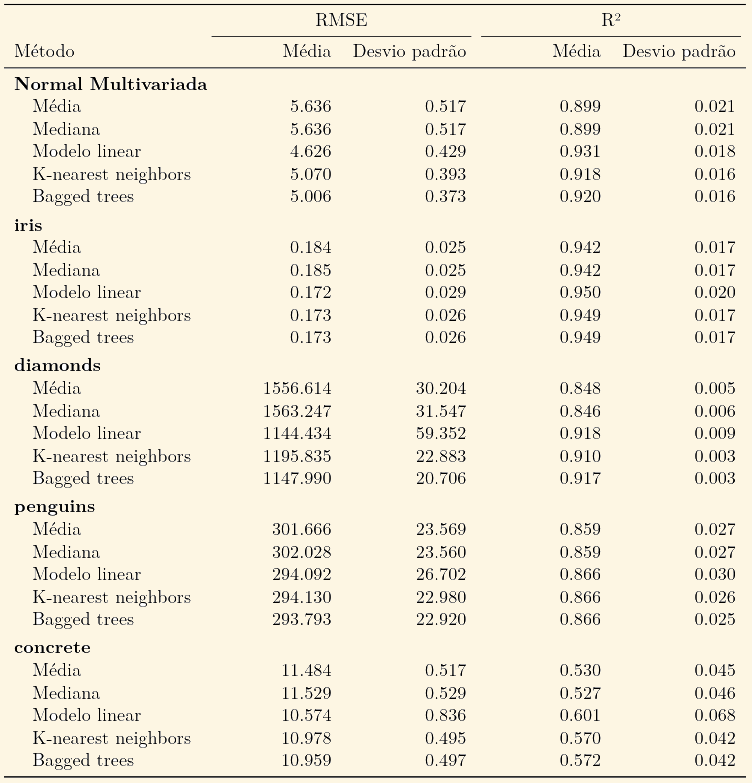 RMSE R²
Método Média Desvio padrão Média Desvio padrão
Normal Multivariada
Média 5.636 0.517 0.899 0.021
Mediana 5.636 0.517 0.899 0.021
Modelo linear 4.626 0.429 0.931 0.018
K-nearest neighbors 5.070 0.393 0.918 0.016
Bagged trees 5.006 0.373 0.920 0.016
iris
Média 0.184 0.025 0.942 0.017
Mediana 0.185 0.025 0.942 0.017
Modelo linear 0.172 0.029 0.950 0.020
K-nearest neighbors 0.173 0.026 0.949 0.017
Bagged trees 0.173 0.026 0.949 0.017
diamonds
Média 1556.614 30.204 0.848 0.005
Mediana 1563.247 31.547 0.846 0.006
Modelo linear 1144.434 59.352 0.918 0.009
K-nearest neighbors 1195.835 22.883 0.910 0.003
Bagged trees 1147.990 20.706 0.917 0.003
penguins
Média 301.666 23.569 0.859 0.027
Mediana 302.028 23.560 0.859 0.027
Modelo linear 294.092 26.702 0.866 0.030
K-nearest neighbors 294.130 22.980 0.866 0.026
Bagged trees 293.793 22.920 0.866 0.025
concrete
Média 11.484 0.517 0.530 0.045
Mediana 11.529 0.529 0.527 0.046
Modelo linear 10.574 0.836 0.601 0.068
K-nearest neighbors 10.978 0.495 0.570 0.042
Bagged trees 10.959 0.497 0.572 0.042